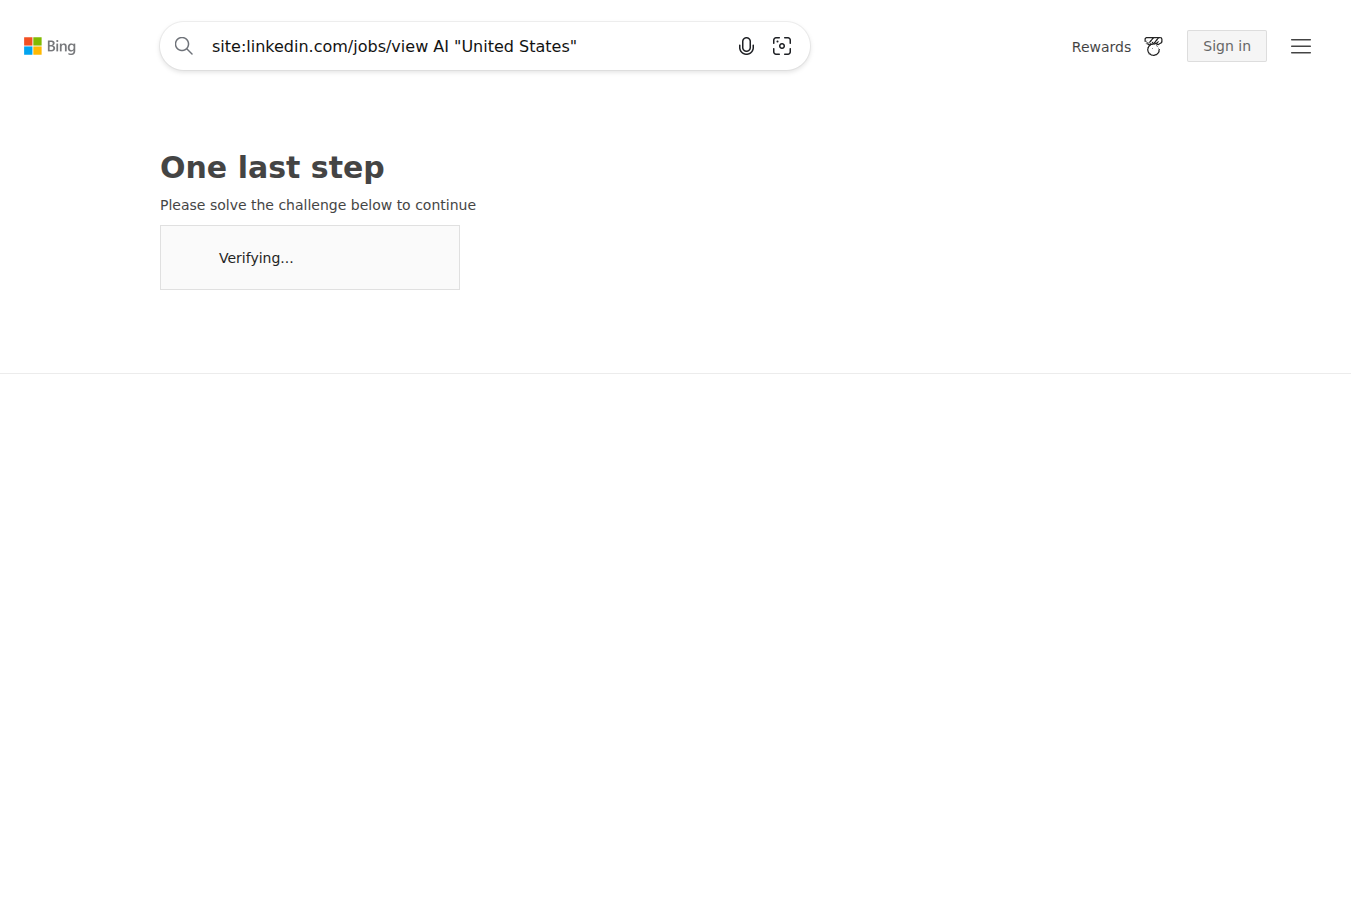 Bing
site:linkedin.com/jobs/view AI "United States"
Rewards
Sign in
One last step
Please solve the challenge below to continue
Verifying...